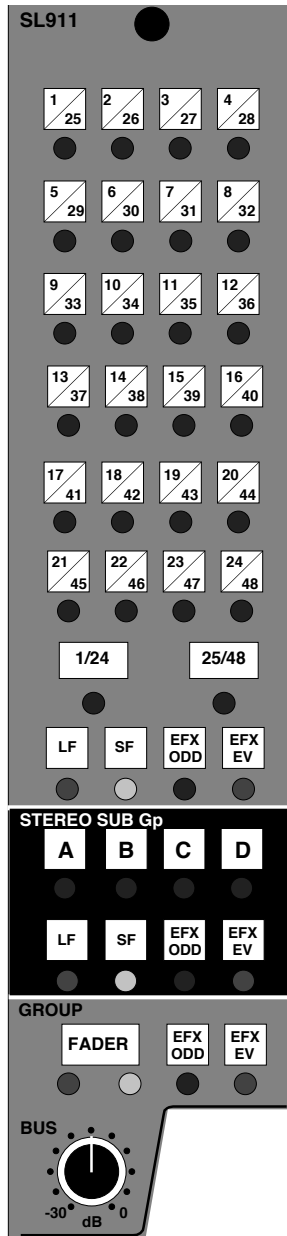 SL911
1 25 2 26 3 27 4 28
5 29 6 30 7 31 8 32
9 33 10 34 11 35 12 36
13 37 14 38 15 39 16 40
17 41 18 42 19 43 20 44
21 45 22 46 23 47 24 48
1/24 25/48
LF SF EFX ODD EFX EV
STEREO SUB Gp
A B C D
LF SF EFX ODD EFX EV
GROUP
FADER EFX ODD EFX EV
BUS
-30 dB 0